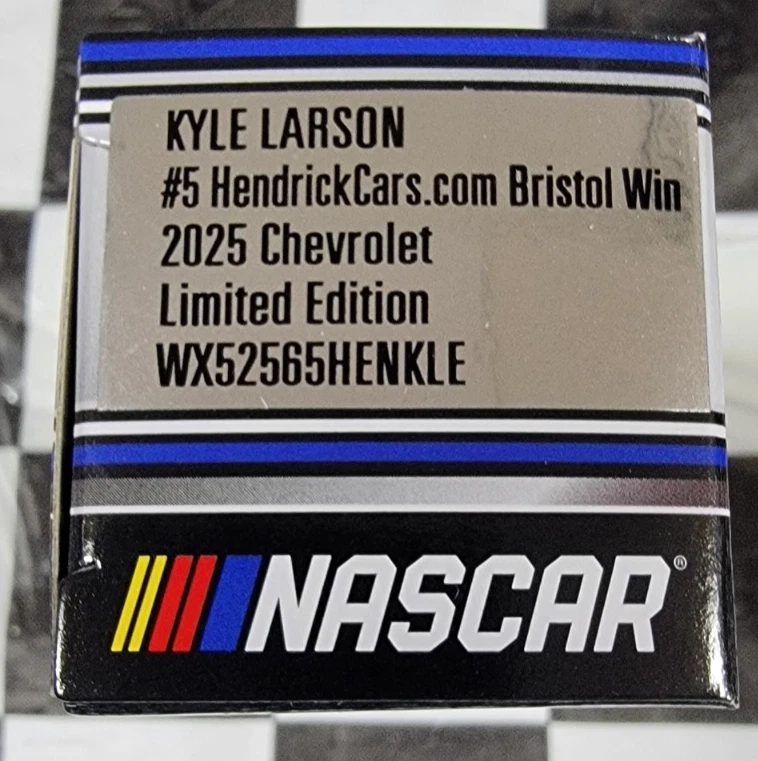 KYLE LARSON
#5 HendrickCars.com Bristol Win
2025 Chevrolet
Limited Edition
WX52565HENKLE
NASCAR®